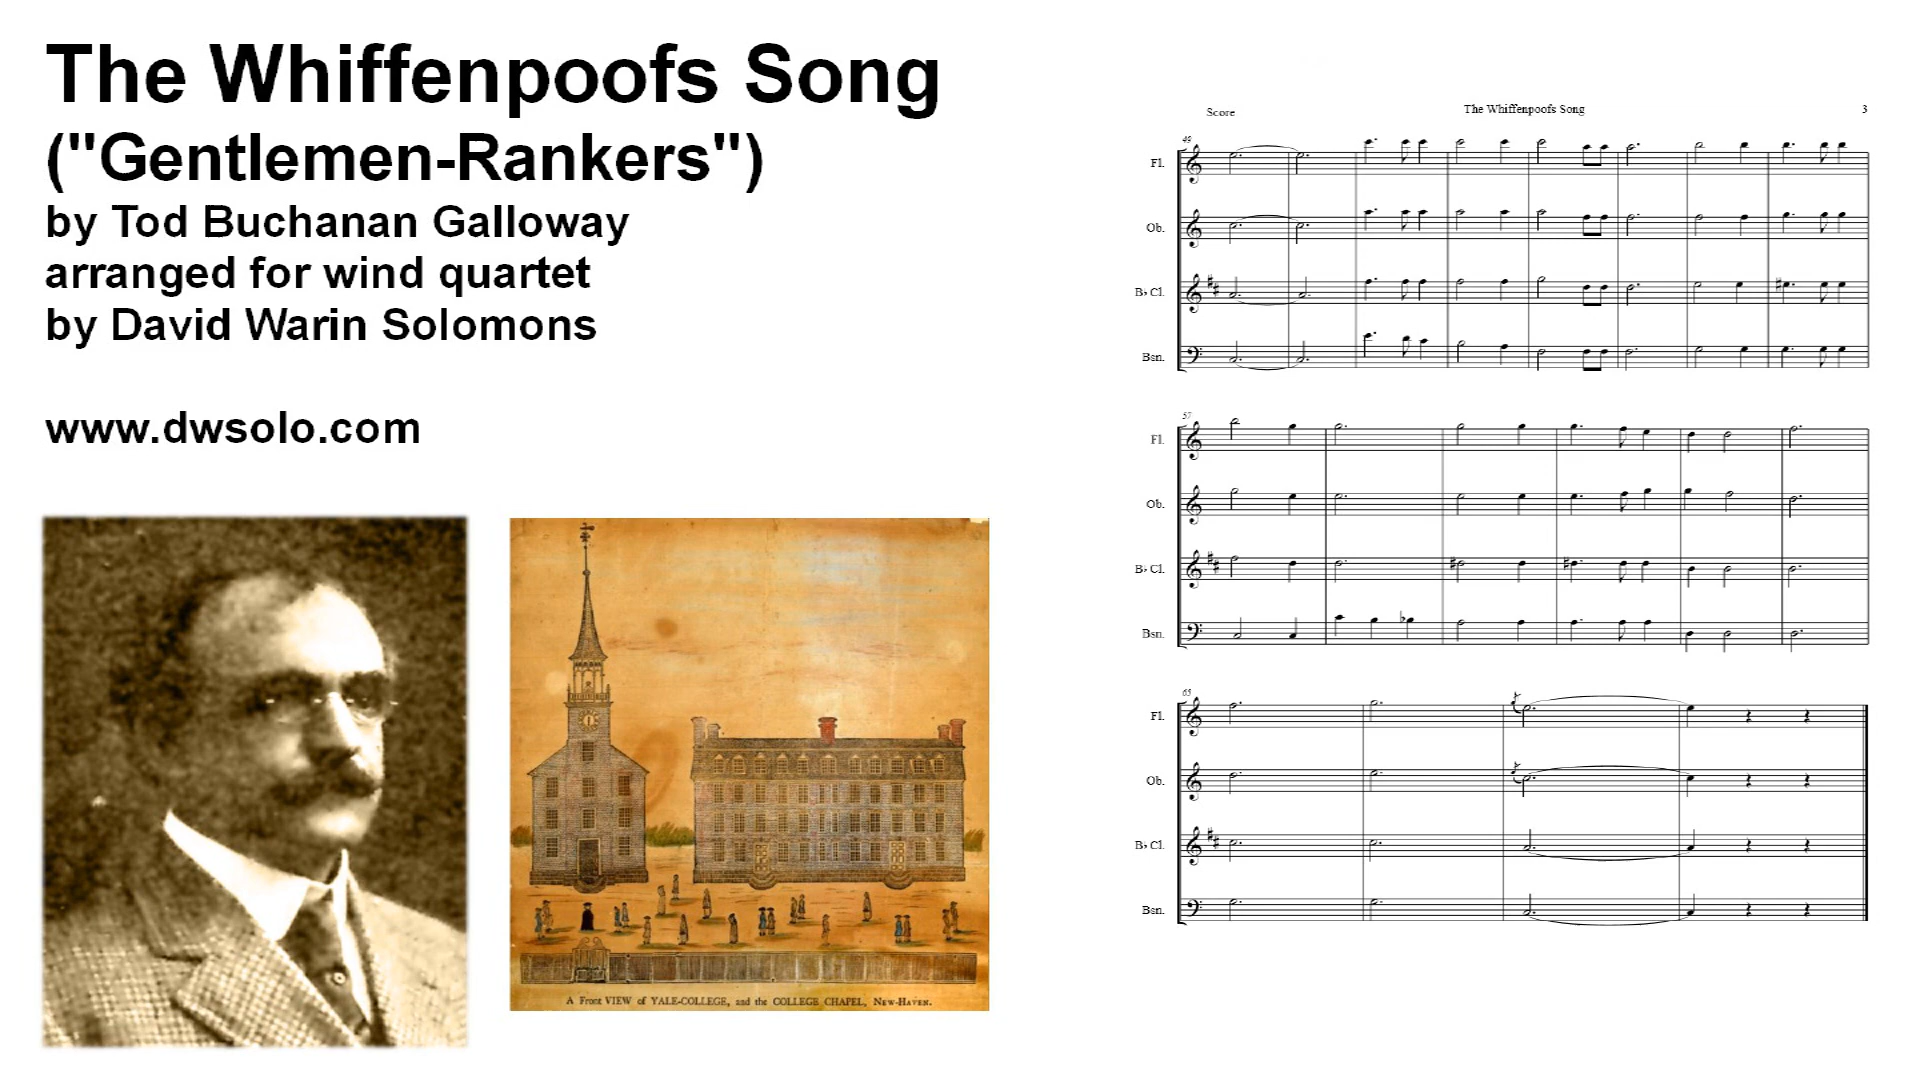 The Whiffenpoofs Song
("Gentlemen-Rankers")
by Tod Buchanan Galloway
arranged for wind quartet
by David Warin Solomons
www.dwsolo.com
A Front VIEW of YALE-COLLEGE, and the COLLEGE CHAPEL, NEW-HAVEN.
Score
The Whiffenpoofs Song
3
49
Fl.
Ob.
B♭ Cl.
Bsn.
57
Fl.
Ob.
B♭ Cl.
Bsn.
63
Fl.
Ob.
B♭ Cl.
Bsn.